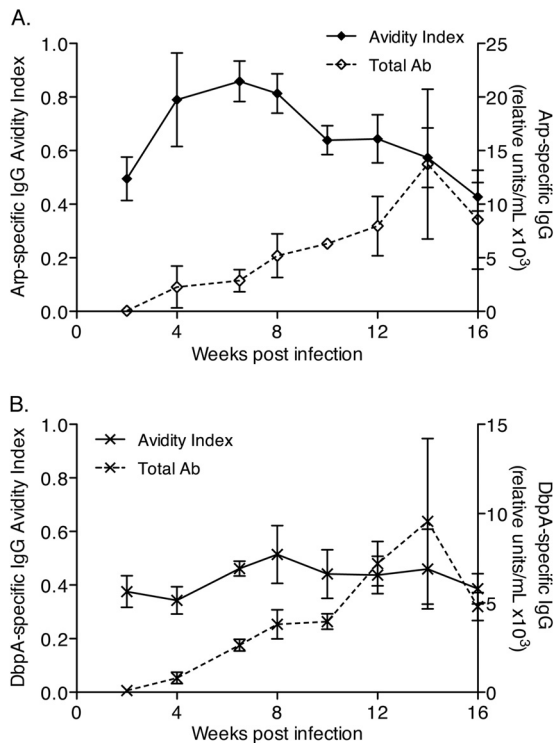 A.
Avidity Index
Total Ab
Arp-specific IgG Avidity Index
1.0
0.8
0.6
0.4
0.2
0.0
25
20
15
10
5
0
Arp-specific IgG
(relative units/mL x10³)
0 4 8 12 16
Weeks post infection
B.
Avidity Index
Total Ab
DbpA-specific IgG Avidity Index
1.0
0.8
0.6
0.4
0.2
0.0
15
10
5
0
DbpA-specific IgG
(relative units/mL x10³)
0 4 8 12 16
Weeks post infection